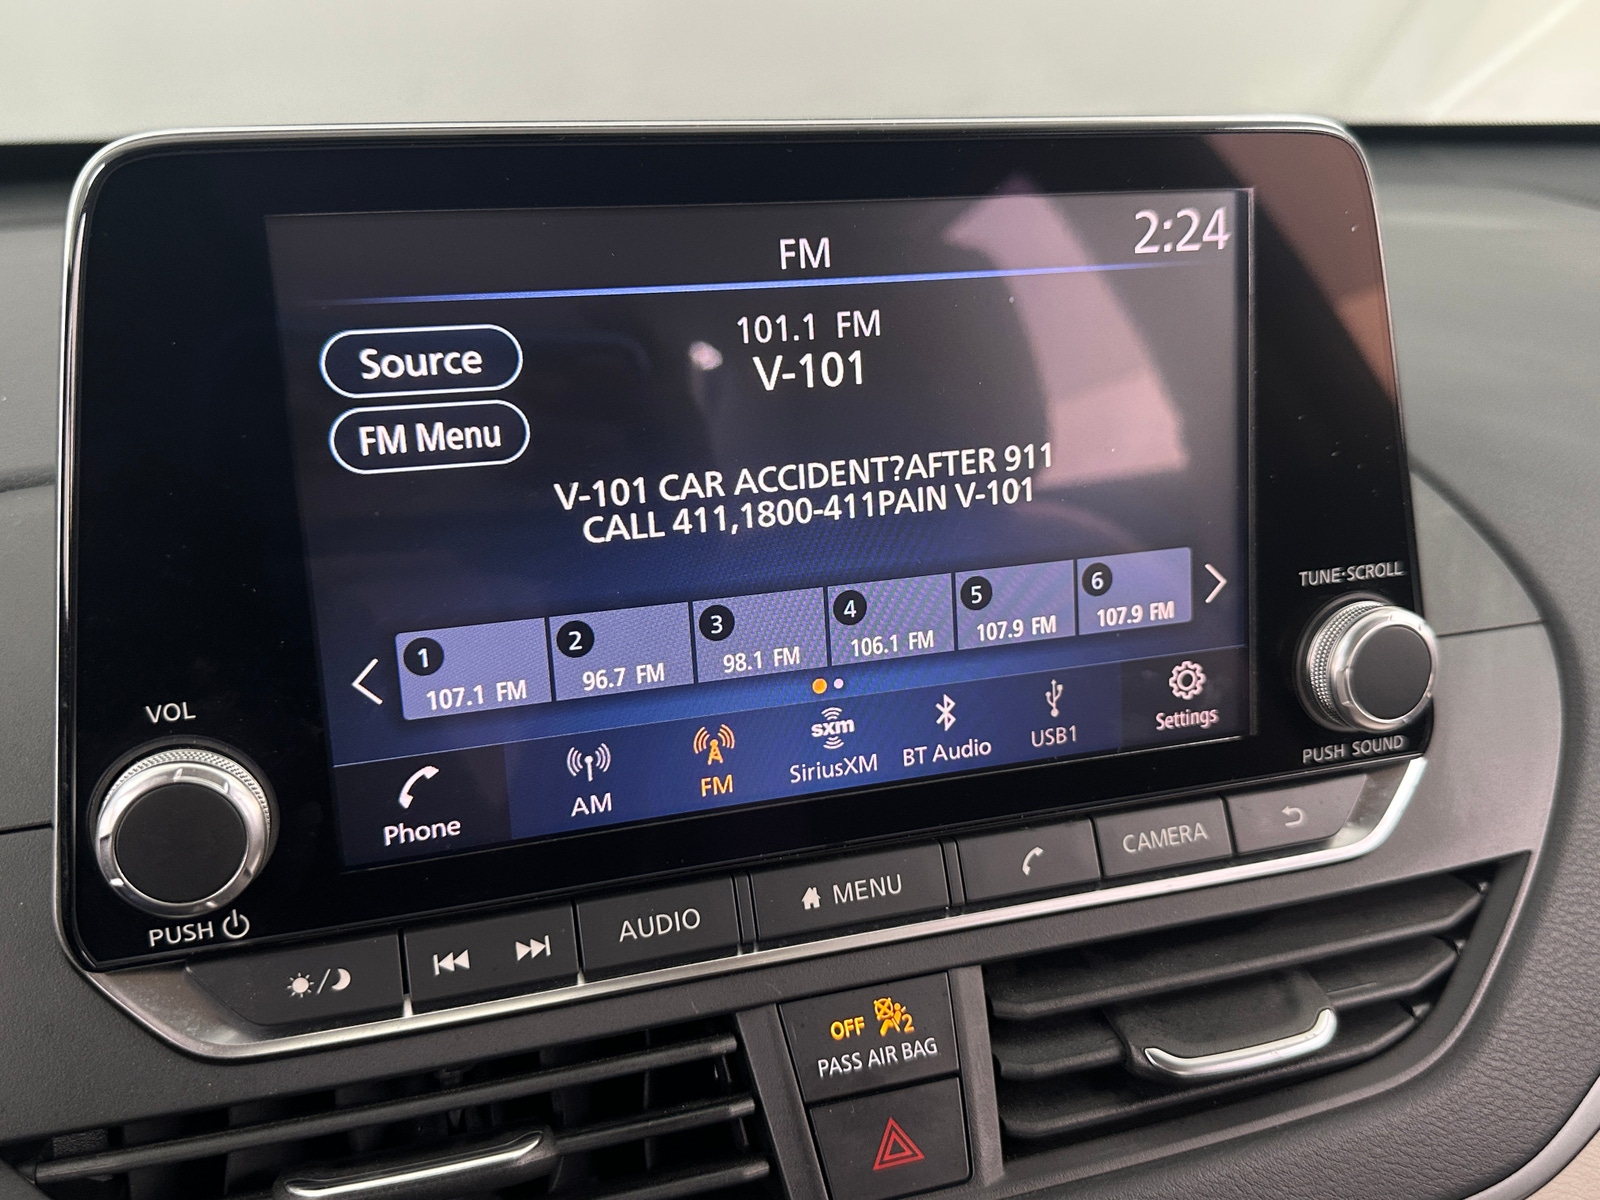 FM
2:24
101.1 FM
V-101
Source
FM Menu
V-101 CAR ACCIDENT?AFTER 911
CALL 411,1800-411PAIN V-101
1
107.1 FM
2
96.7 FM
3
98.1 FM
4
106.1 FM
5
107.9 FM
6
107.9 FM
Phone
AM
FM
sxm
SiriusXM
BT Audio
USB1
Settings
VOL
PUSH
TUNE·SCROLL
PUSH SOUND
AUDIO
MENU
CAMERA
OFF 2
PASS AIR BAG